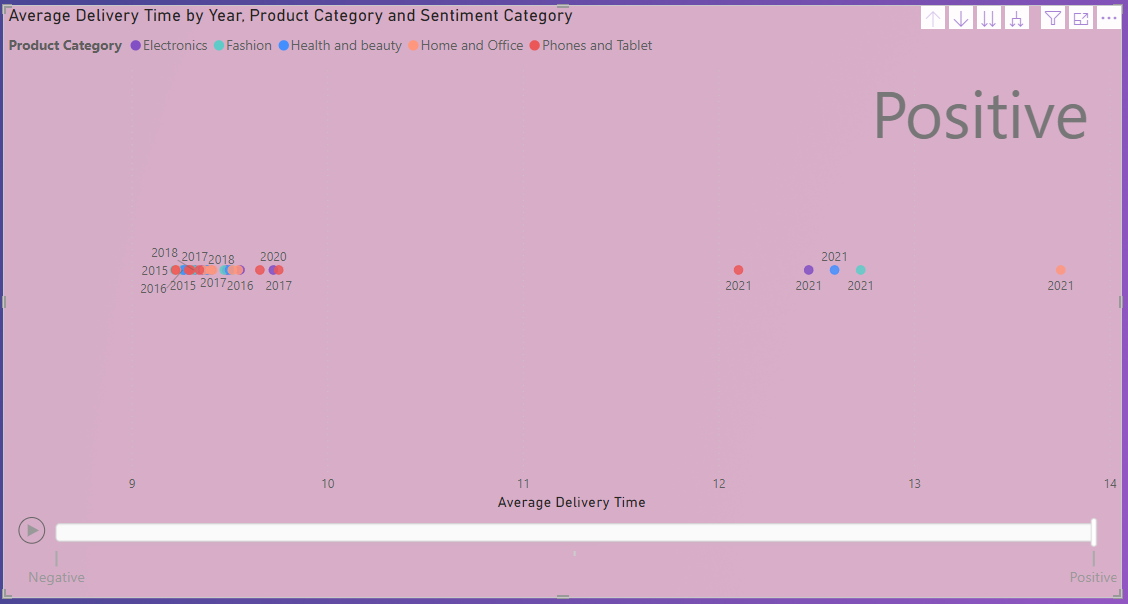 Average Delivery Time by Year, Product Category and Sentiment Category
Product Category Electronics Fashion Health and beauty Home and Office Phones and Tablet
Positive
2018 2017 2018 2020 2021
2015
2016 2015 2017 2016 2017 2021 2021 2021 2021
9 10 11 12 13 14
Average Delivery Time
Negative Positive